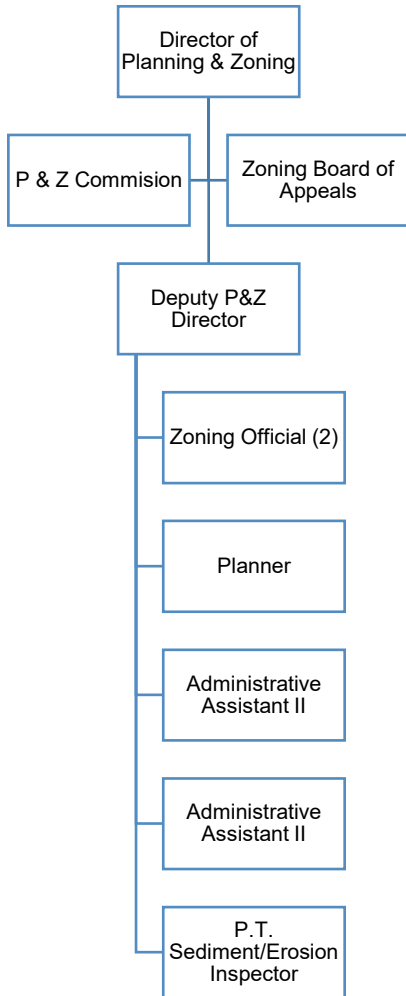 Director of
Planning & Zoning
P & Z Commision
Zoning Board of
Appeals
Deputy P&Z
Director
Zoning Official (2)
Planner
Administrative
Assistant II
Administrative
Assistant II
P.T.
Sediment/Erosion
Inspector